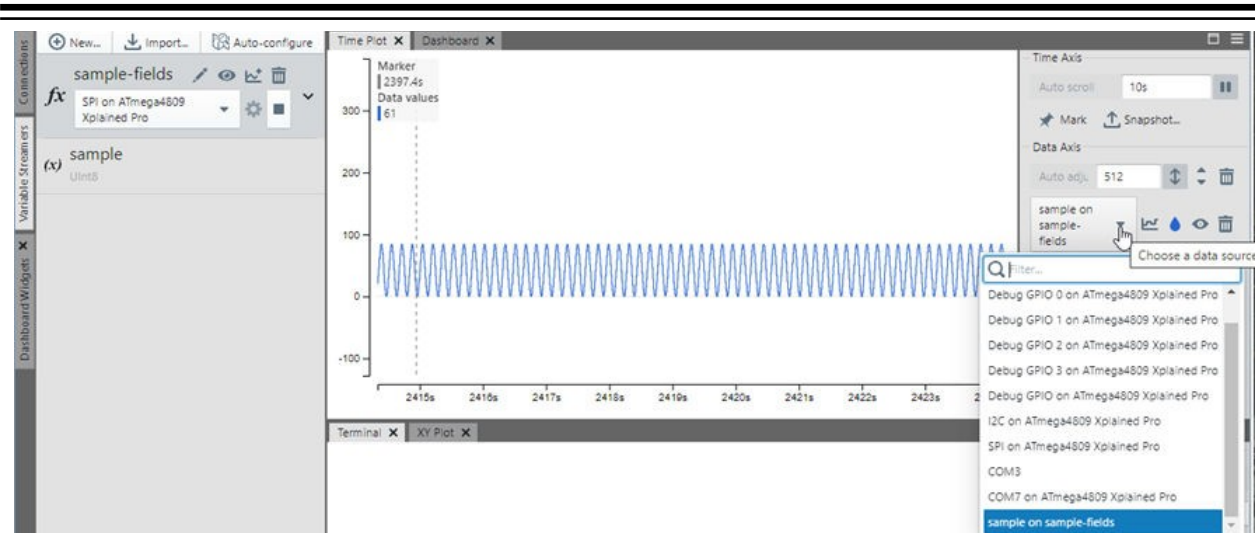 New... Import... Auto-configure
Time Plot X Dashboard X
Connections
Variable Streamers
Dashboard Widgets X
sample-fields
fx
SPI on ATmega4809
Xplained Pro
(x) sample
UInt8
Marker
2397.4s
Data values
61
300
200
100
0
-100
2415s 2416s 2417s 2418s 2419s 2420s 2421s 2422s 2423s 2
Time Axis
Auto scroll 10s
Mark Snapshot...
Data Axis
Auto adj. 512
sample on
sample-
fields
Choose a data source
Filter...
Debug GPIO 0 on ATmega4809 Xplained Pro
Debug GPIO 1 on ATmega4809 Xplained Pro
Debug GPIO 2 on ATmega4809 Xplained Pro
Debug GPIO 3 on ATmega4809 Xplained Pro
Debug GPIO on ATmega4809 Xplained Pro
I2C on ATmega4809 Xplained Pro
SPI on ATmega4809 Xplained Pro
COM3
COM7 on ATmega4809 Xplained Pro
sample on sample-fields
Terminal X XY Plot X